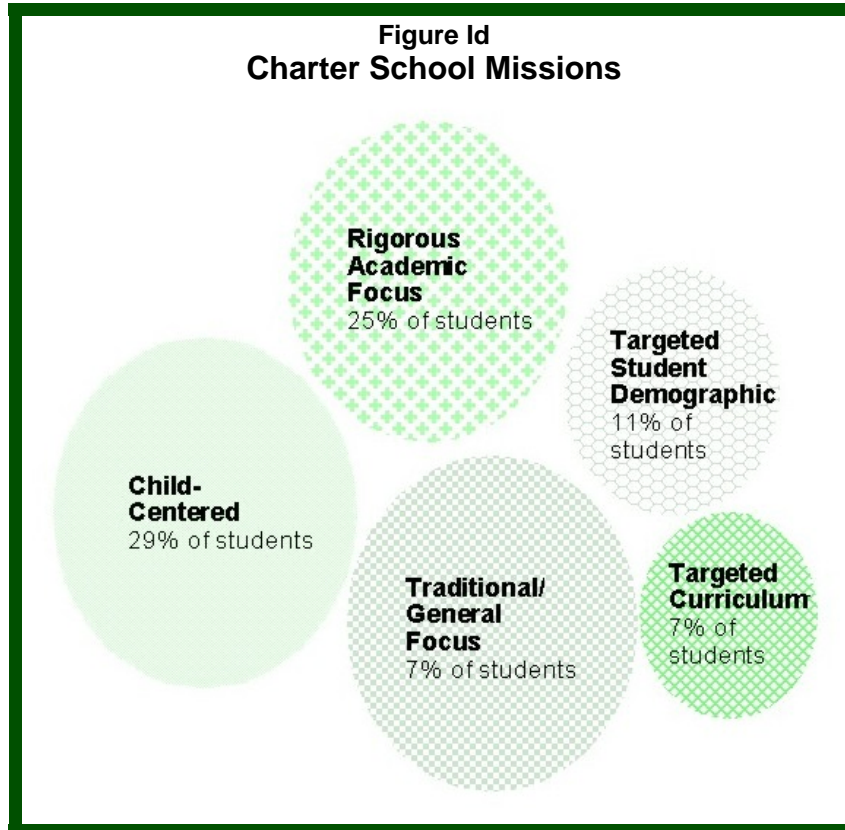 Figure Id
Charter School Missions
Rigorous
Academic
Focus
25% of students
Targeted
Student
Demographic
11% of
students
Child-
Centered
29% of students
Traditional/
General
Focus
7% of students
Targeted
Curriculum
7% of
students